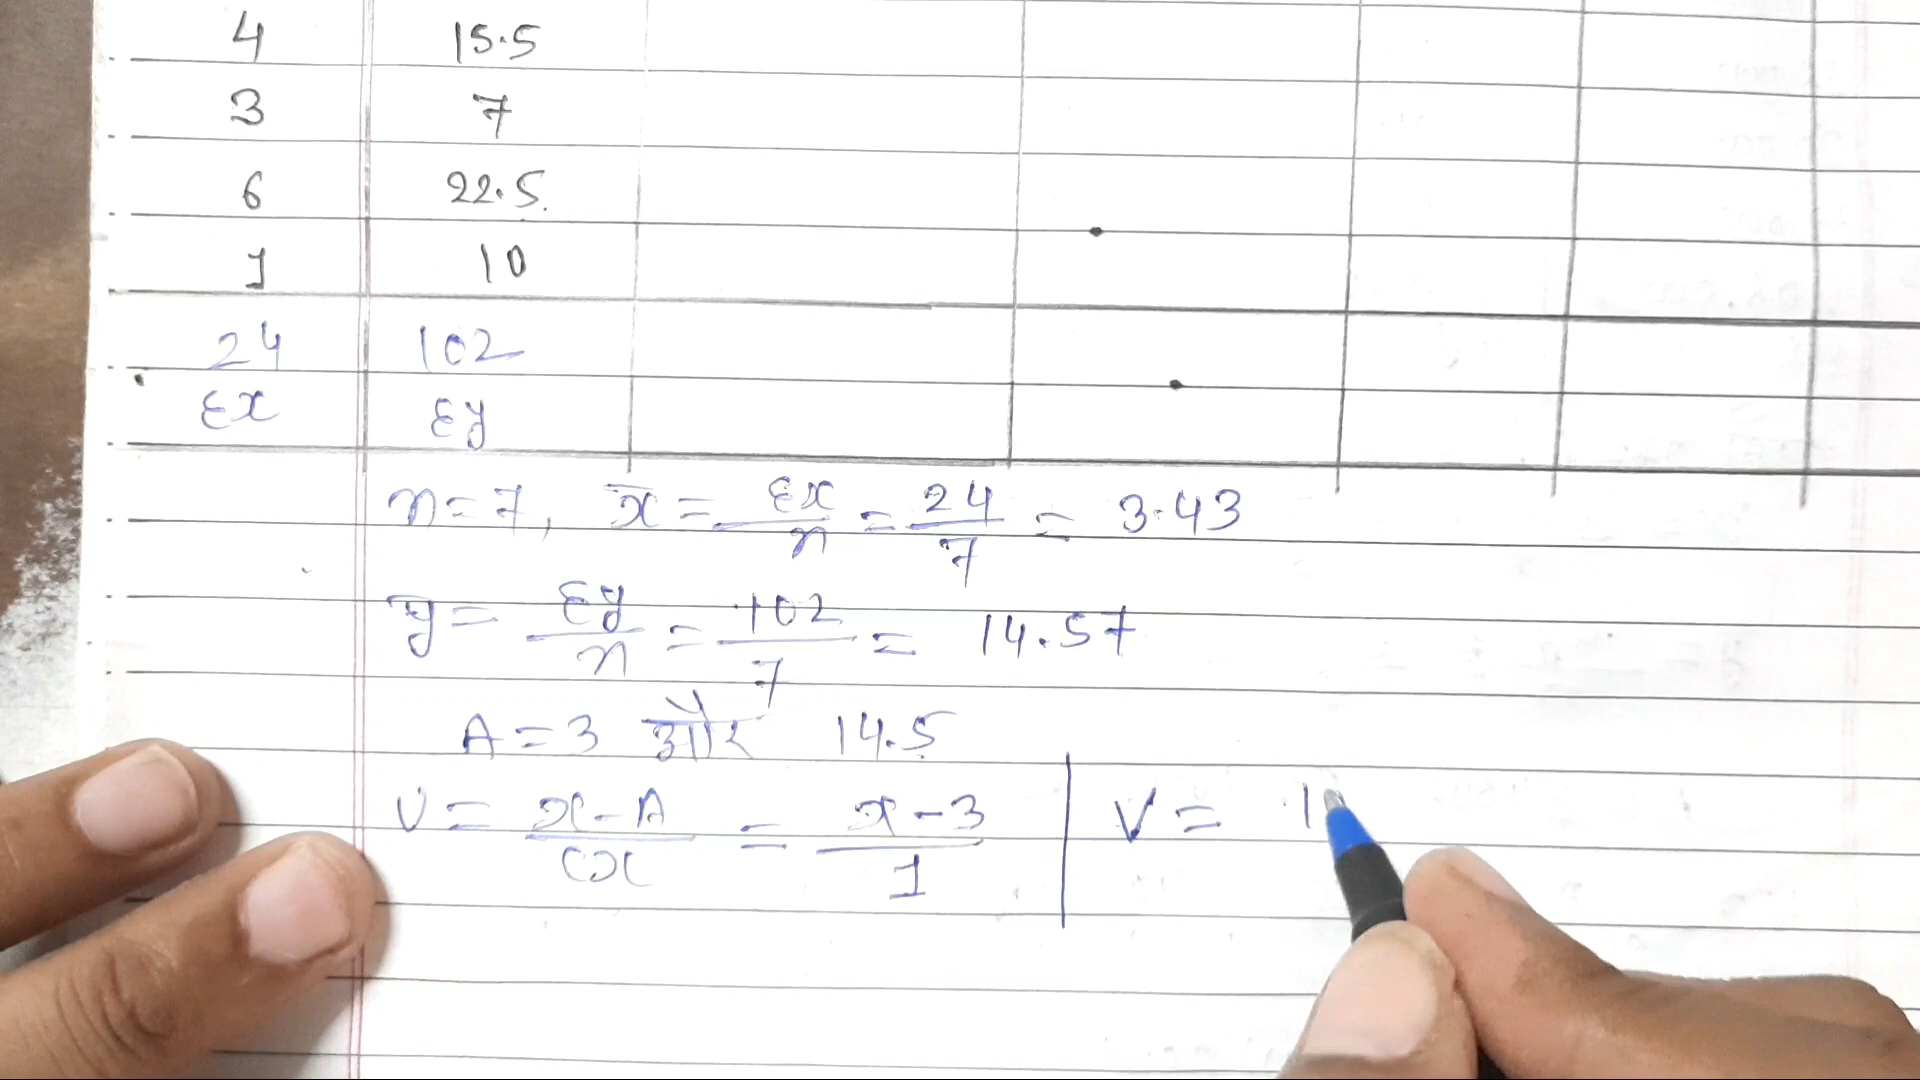 4 15.5
3 7
6 22.5
1 10
24 102
Σx Σy
n=7, x̄ = Σx/n = 24/7 = 3.43
ȳ = Σy/n = 102/7 = 14.57
A = 3 और 14.5
U = x-A/Cx = x-3/1 | V =